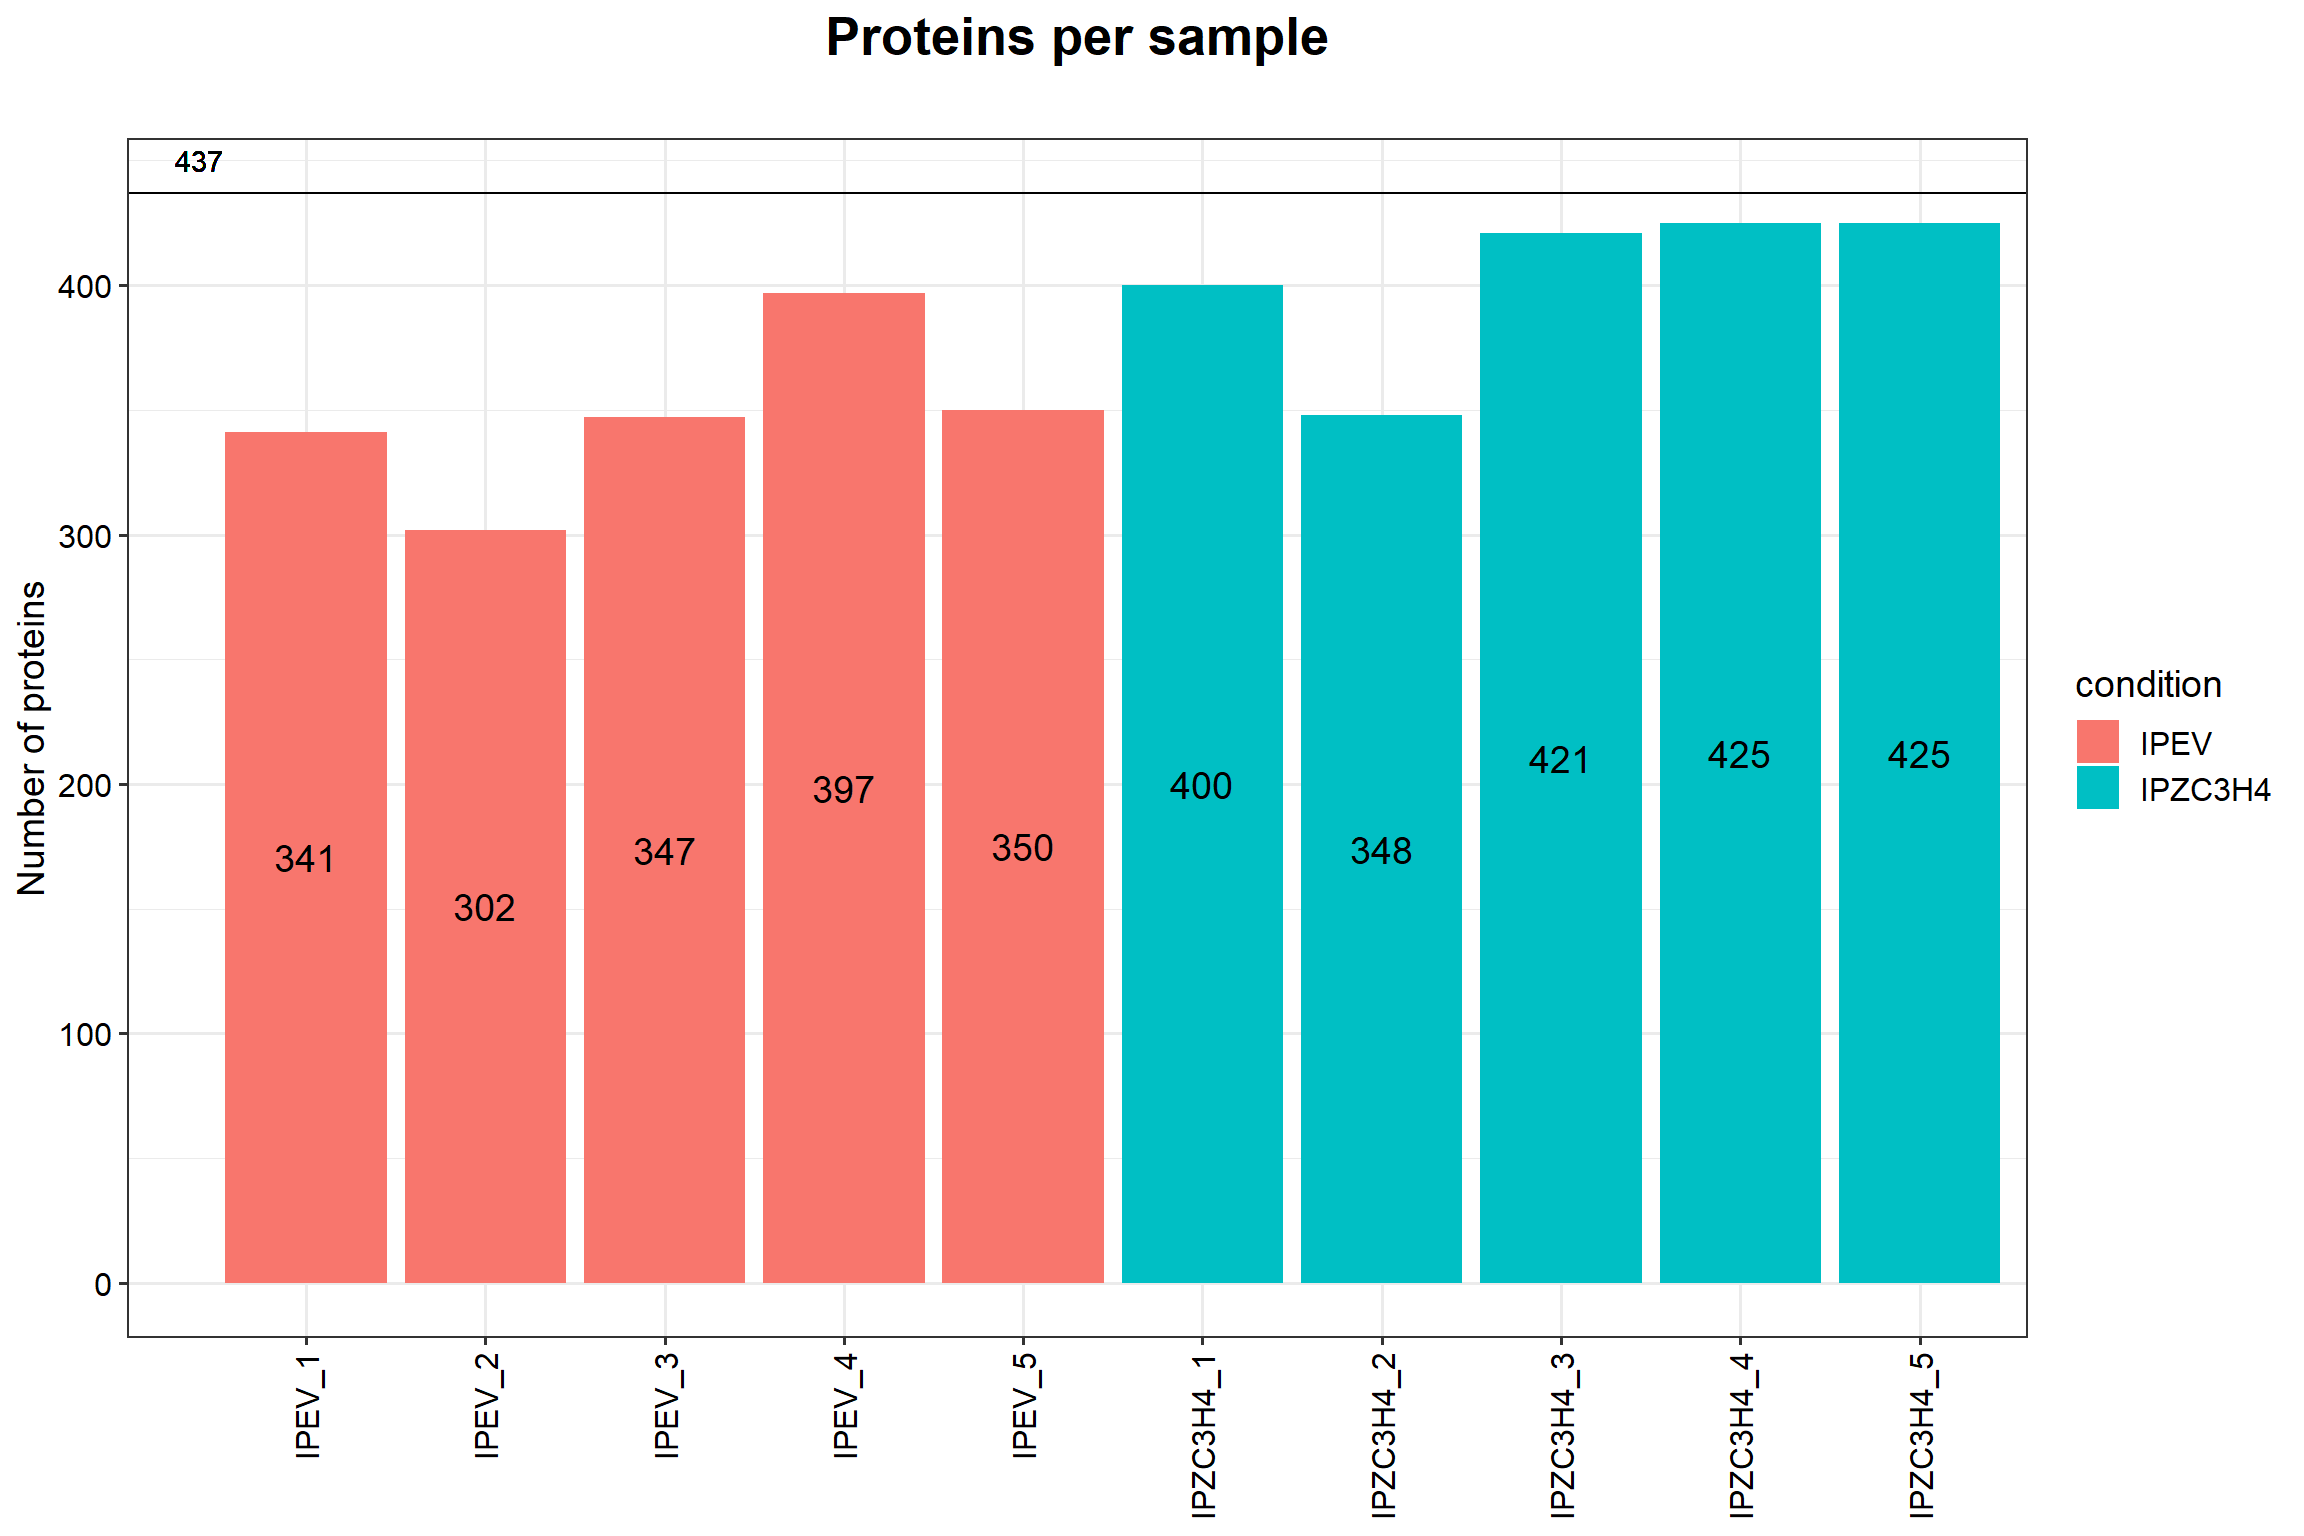 Proteins per sample
437
400
300
200
100
0
Number of proteins
341
302
347
397
350
400
348
421
425
425
IPEV_1
IPEV_2
IPEV_3
IPEV_4
IPEV_5
IPZC3H4_1
IPZC3H4_2
IPZC3H4_3
IPZC3H4_4
IPZC3H4_5
condition
IPEV
IPZC3H4